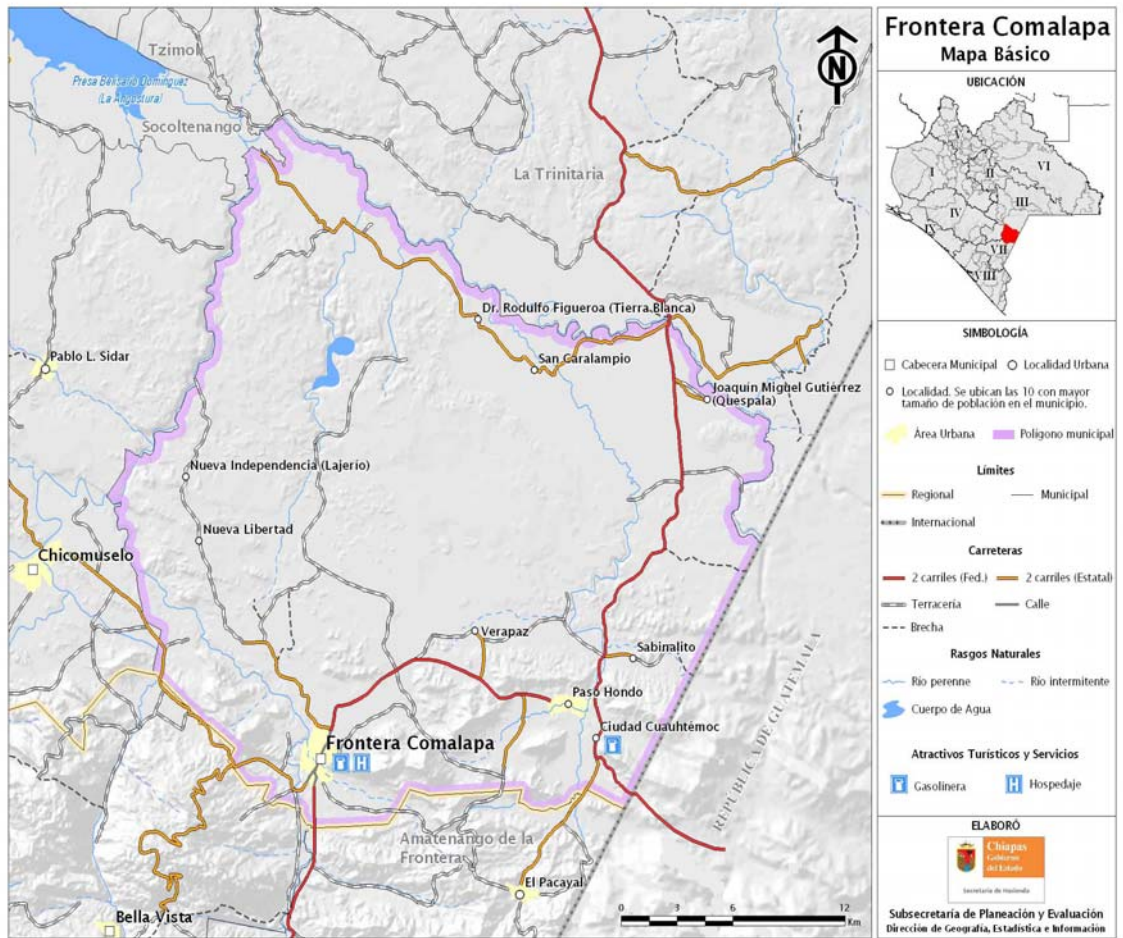 Tzimol
Presa Belisario Domínguez
(La Angostura)
Socoltenango
La Trinitaria
N
Dr. Rodulfo Figueroa (Tierra Blanca)
Pablo L. Sidar
San Caralampio
Joaquín Miguel Gutiérrez
(Quespala)
Nueva Independencia (Lajerío)
Nueva Libertad
Chicomuselo
Verapaz
Sabinalito
Paso Hondo
Ciudad Cuauhtémoc
Frontera Comalapa
REPUBLICA DE GUATEMALA
Amatenango de la
Frontera
El Pacayal
Bella Vista
0 3 6 12
Km
Frontera Comalapa
Mapa Básico
UBICACIÓN
I
II
III
IV
VI
VII
VIII
IX
SIMBOLOGÍA
Cabecera Municipal
Localidad Urbana
Localidad. Se ubican las 10 con mayor
tamaño de población en el municipio.
Área Urbana
Polígono municipal
Límites
Regional
Municipal
Internacional
Carreteras
2 carriles (Fed.)
2 carriles (Estatal)
Terracería
Calle
Brecha
Rasgos Naturales
Río perenne
Río intermitente
Cuerpo de Agua
Atractivos Turísticos y Servicios
Gasolinera
H Hospedaje
ELABORÓ
Chiapas
Gobierno
del Estado
Secretaría de Hacienda
Subsecretaría de Planeación y Evaluación
Dirección de Geografía, Estadística e Información